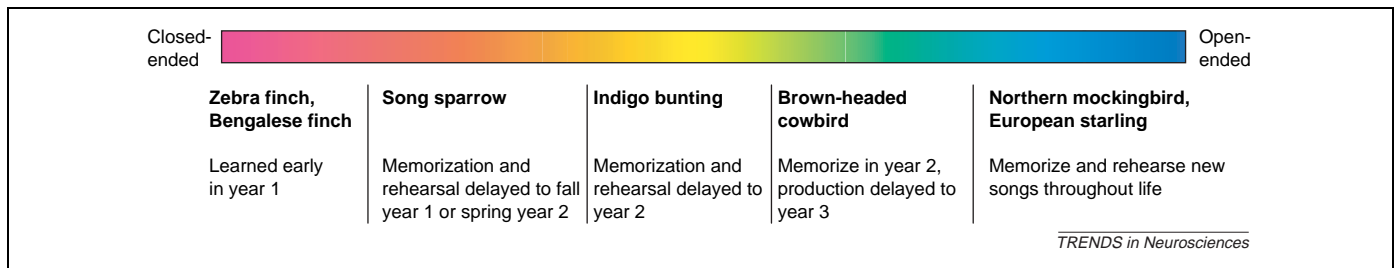 Closed-
ended
Open-
ended
Zebra finch,
Bengalese finch
Learned early
in year 1
Song sparrow
Memorization and
rehearsal delayed to fall
year 1 or spring year 2
Indigo bunting
Memorization and
rehearsal delayed to
year 2
Brown-headed
cowbird
Memorize in year 2,
production delayed to
year 3
Northern mockingbird,
European starling
Memorize and rehearse new
songs throughout life
TRENDS in Neurosciences